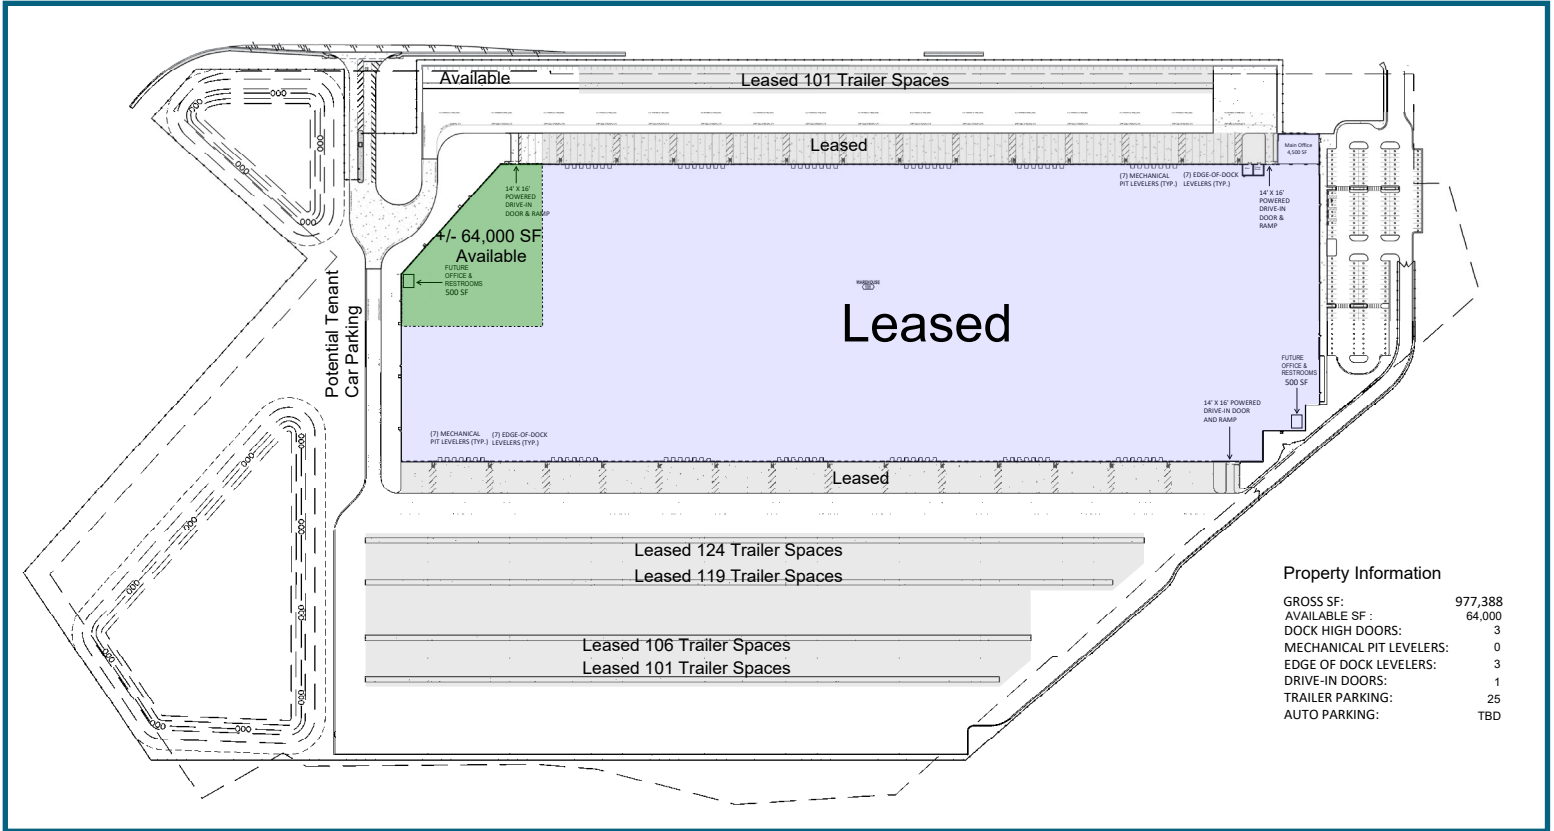 Available
Leased 101 Trailer Spaces
Leased
Main Office
4,500 SF
(7) MECHANICAL
PIT LEVELERS (TYP.)
(7) EDGE-OF-DOCK
LEVELERS (TYP.)
14' X 16'
POWERED
DRIVE-IN
DOOR & RAMP
14' X 16'
POWERED
DRIVE-IN
DOOR &
RAMP
+/- 64,000 SF
Available
FUTURE
OFFICE &
RESTROOMS
500 SF
WAREHOUSE
Leased
Potential Tenant
Car Parking
FUTURE
OFFICE &
RESTROOMS
500 SF
14' X 16' POWERED
DRIVE-IN DOOR
AND RAMP
(7) MECHANICAL
PIT LEVELERS (TYP.)
(7) EDGE-OF-DOCK
LEVELERS (TYP.)
Leased
Leased 124 Trailer Spaces
Leased 119 Trailer Spaces
Leased 106 Trailer Spaces
Leased 101 Trailer Spaces
Property Information
GROSS SF: 977,388
AVAILABLE SF : 64,000
DOCK HIGH DOORS: 3
MECHANICAL PIT LEVELERS: 0
EDGE OF DOCK LEVELERS: 3
DRIVE-IN DOORS: 1
TRAILER PARKING: 25
AUTO PARKING: TBD